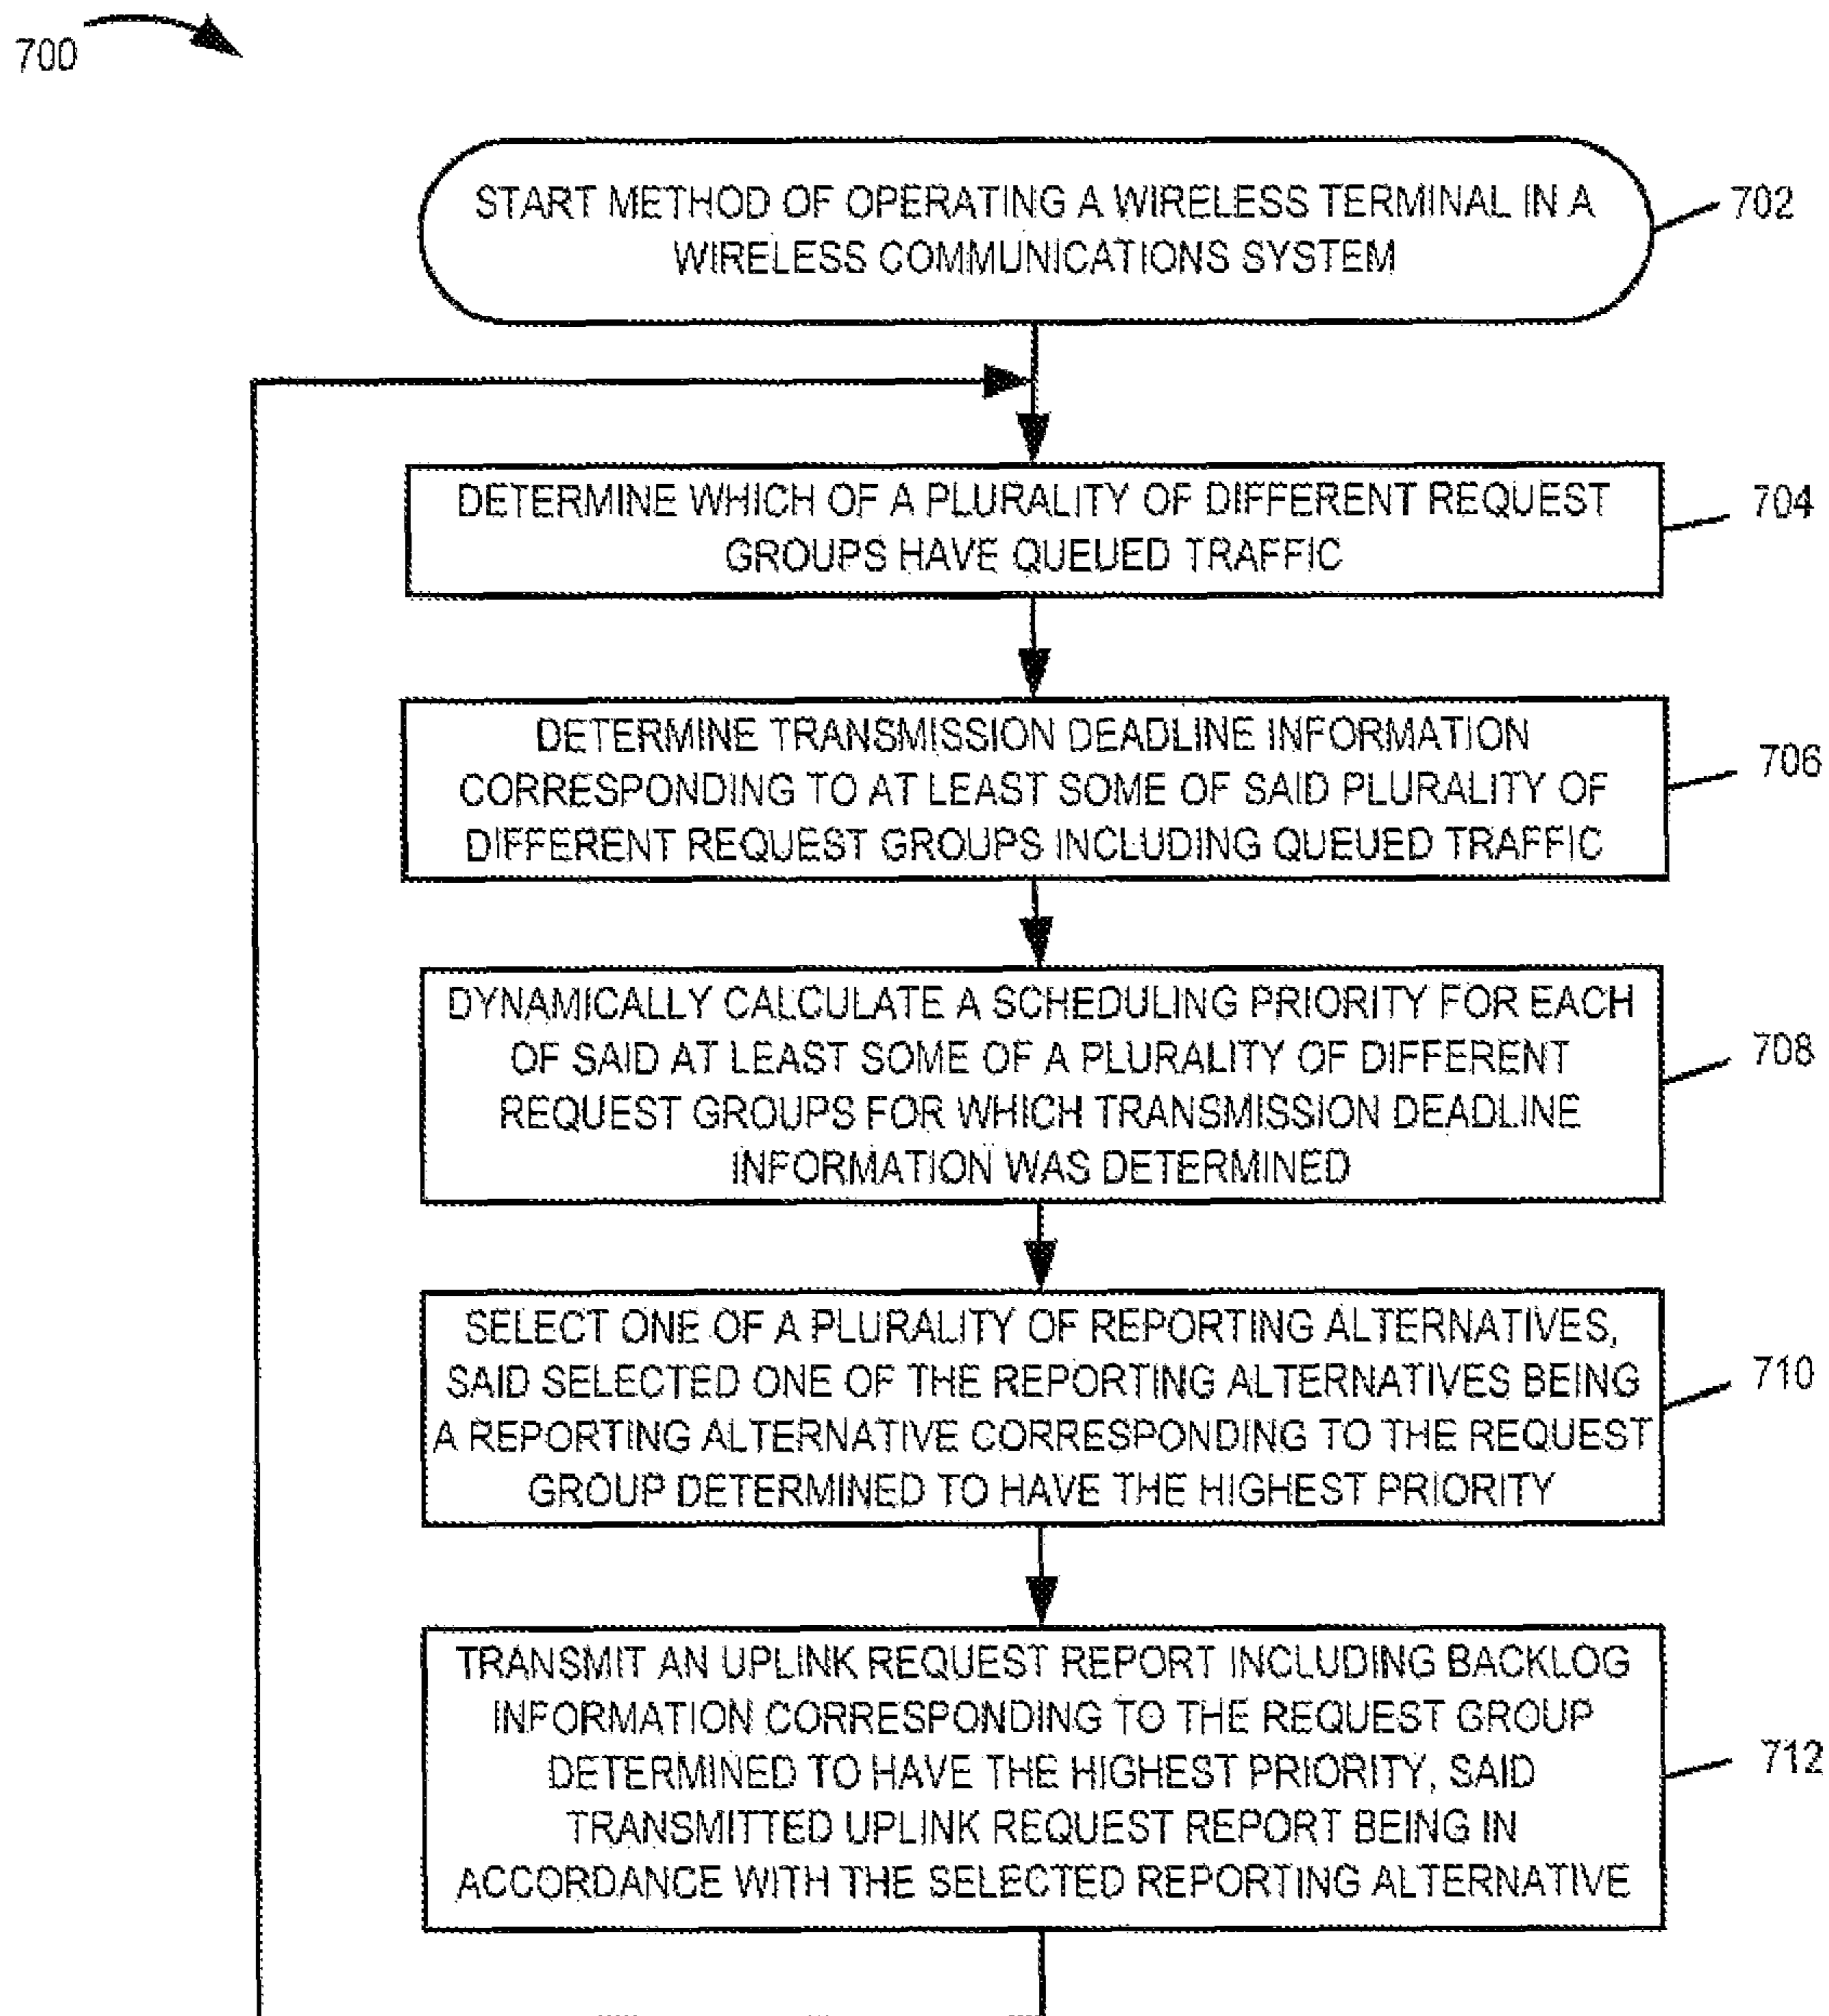 700
START METHOD OF OPERATING A WIRELESS TERMINAL IN A
WIRELESS COMMUNICATIONS SYSTEM
702
DETERMINE WHICH OF A PLURALITY OF DIFFERENT REQUEST
GROUPS HAVE QUEUED TRAFFIC
704
DETERMINE TRANSMISSION DEADLINE INFORMATION
CORRESPONDING TO AT LEAST SOME OF SAID PLURALITY OF
DIFFERENT REQUEST GROUPS INCLUDING QUEUED TRAFFIC
706
DYNAMICALLY CALCULATE A SCHEDULING PRIORITY FOR EACH
OF SAID AT LEAST SOME OF A PLURALITY OF DIFFERENT
REQUEST GROUPS FOR WHICH TRANSMISSION DEADLINE
INFORMATION WAS DETERMINED
708
SELECT ONE OF A PLURALITY OF REPORTING ALTERNATIVES,
SAID SELECTED ONE OF THE REPORTING ALTERNATIVES BEING
A REPORTING ALTERNATIVE CORRESPONDING TO THE REQUEST
GROUP DETERMINED TO HAVE THE HIGHEST PRIORITY
710
TRANSMIT AN UPLINK REQUEST REPORT INCLUDING BACKLOG
INFORMATION CORRESPONDING TO THE REQUEST GROUP
DETERMINED TO HAVE THE HIGHEST PRIORITY, SAID
TRANSMITTED UPLINK REQUEST REPORT BEING IN
ACCORDANCE WITH THE SELECTED REPORTING ALTERNATIVE
712